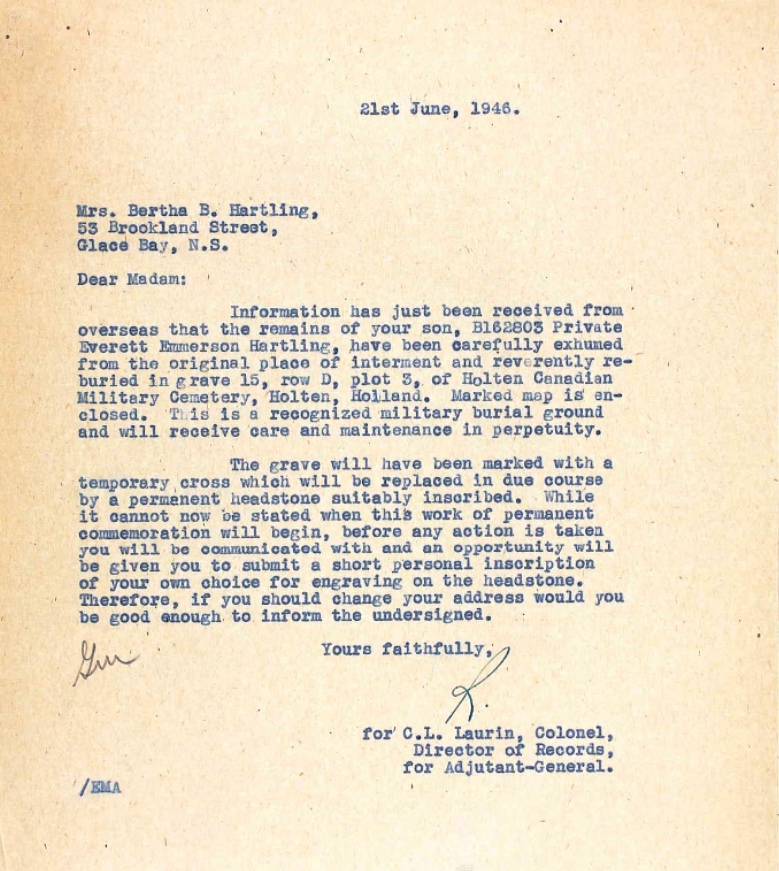 21st June, 1946.
Mrs. Bertha B. Hartling,
53 Brookland Street,
Glace Bay, N.S.
Dear Madam:
Information has just been received from
overseas that the remains of your son, B162803 Private
Everett Emmerson Hartling, have been carefully exhumed
from the original place of interment and reverently re-
buried in grave 15, row D, plot 3, of Holten Canadian
Military Cemetery, Holten, Holland. Marked map is en-
closed. This is a recognized military burial ground
and will receive care and maintenance in perpetuity.
The grave will have been marked with a
temporary cross which will be replaced in due course
by a permanent headstone suitably inscribed. While
it cannot now be stated when this work of permanent
commemoration will begin, before any action is taken
you will be communicated with and an opportunity will
be given you to submit a short personal inscription
of your own choice for engraving on the headstone.
Therefore, if you should change your address would you
be good enough to inform the undersigned.
Yours faithfully,
R.
for C.L. Laurin, Colonel,
Director of Records,
for Adjutant-General.
/EMA